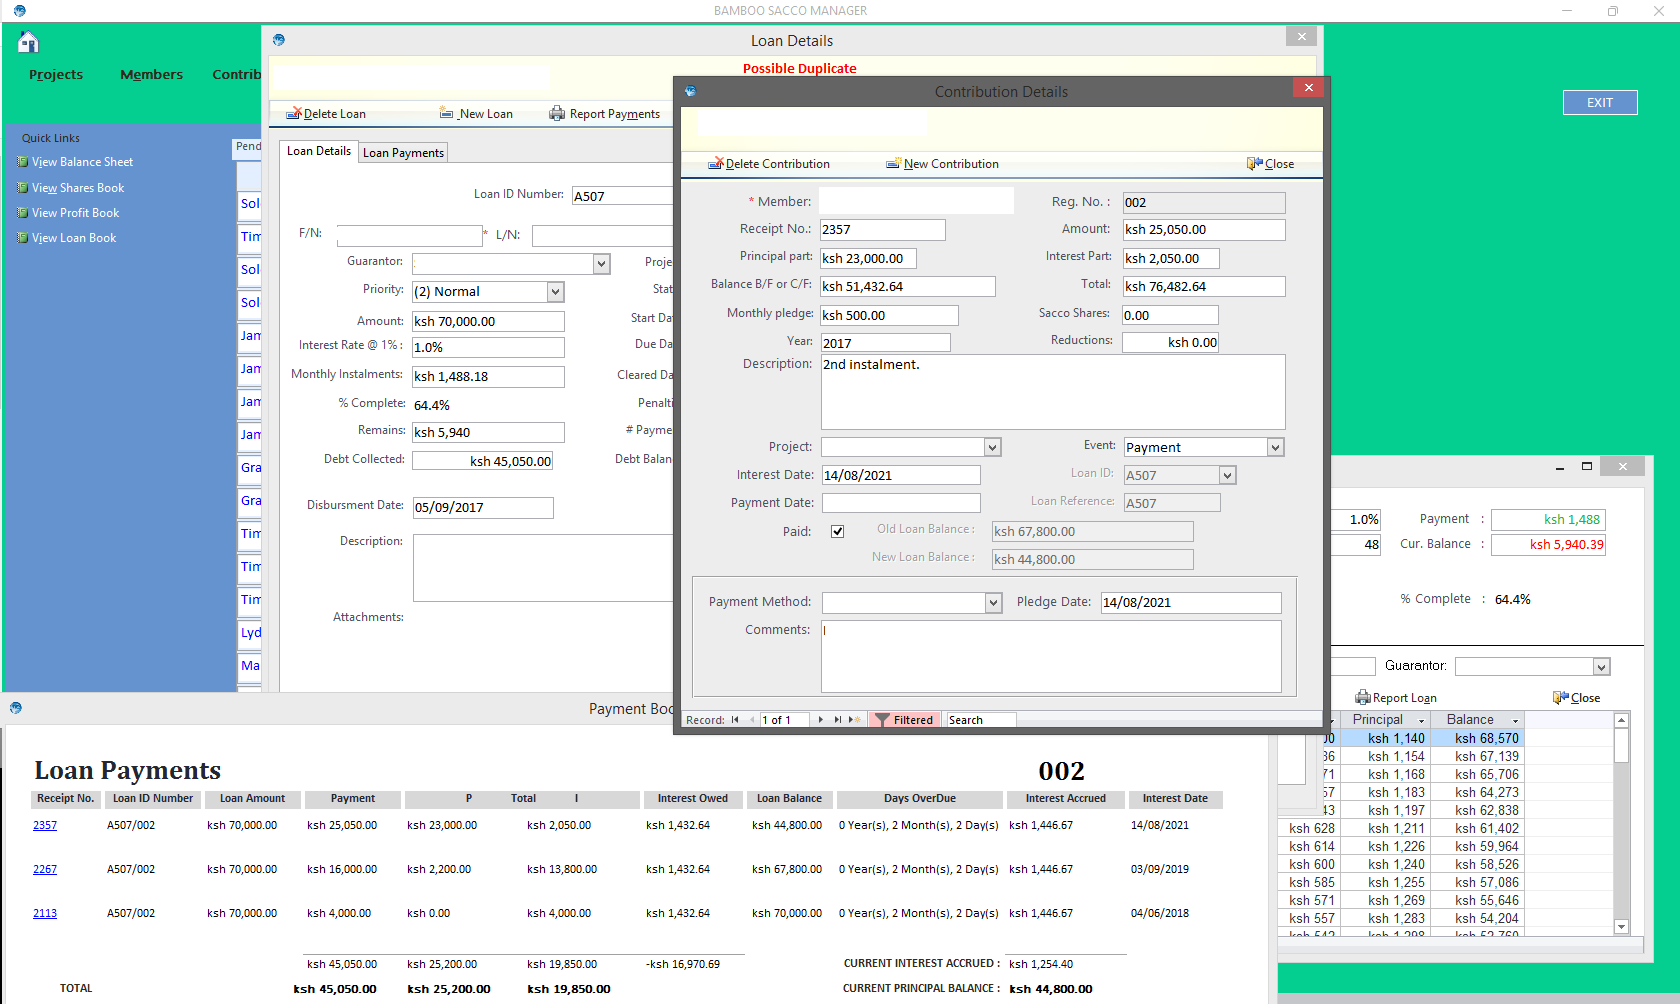 BAMBOO SACCO MANAGER
Projects Members Contrib
EXIT
Quick Links
View Balance Sheet
View Shares Book
View Profit Book
View Loan Book
Pend
Sol
Tim
Sol
Sol
Jam
Jam
Jam
Jam
Gra
Gra
Tim
Tim
Tim
Lyd
Ma
Loan Details
Possible Duplicate
Delete Loan New Loan Report Payments
Loan Details Loan Payments
Loan ID Number: A507
F/N: * L/N:
Guarantor: Proje
Priority: (2) Normal Stat
Amount: ksh 70,000.00 Start Da
Interest Rate @ 1% : 1.0% Due Da
Monthly Instalments: ksh 1,488.18 Cleared Da
% Complete: 64.4% Penalti
Remains: ksh 5,940 # Payme
Debt Collected: ksh 45,050.00 Debt Balan
Disbursment Date: 05/09/2017
Description:
Attachments:
Contribution Details
Delete Contribution New Contribution Close
* Member: Reg. No. : 002
Receipt No.: 2357 Amount: ksh 25,050.00
Principal part: ksh 23,000.00 Interest Part: ksh 2,050.00
Balance B/F or C/F: ksh 51,432.64 Total: ksh 76,482.64
Monthly pledge: ksh 500.00 Sacco Shares: 0.00
Year: 2017 Reductions: ksh 0.00
Description: 2nd instalment.
Project: Event: Payment
Interest Date: 14/08/2021 Loan ID: A507
Payment Date: Loan Reference: A507
Paid: Old Loan Balance : ksh 67,800.00
New Loan Balance : ksh 44,800.00
Payment Method: Pledge Date: 14/08/2021
Comments:
Record: 1 of 1 Filtered Search
1.0% Payment : ksh 1,488
48 Cur. Balance : ksh 5,940.39
% Complete : 64.4%
Guarantor:
Report Loan Close
Principal Balance
00 ksh 1,140 ksh 68,570
86 ksh 1,154 ksh 67,139
71 ksh 1,168 ksh 65,706
57 ksh 1,183 ksh 64,273
43 ksh 1,197 ksh 62,838
ksh 628 ksh 1,211 ksh 61,402
ksh 614 ksh 1,226 ksh 59,964
ksh 600 ksh 1,240 ksh 58,526
ksh 585 ksh 1,255 ksh 57,086
ksh 571 ksh 1,269 ksh 55,646
ksh 557 ksh 1,283 ksh 54,204
ksh 542 ksh 1,298 ksh 52,760
Payment Boo
Loan Payments 002
Receipt No. Loan ID Number Loan Amount Payment P Total I Interest Owed Loan Balance Days OverDue Interest Accrued Interest Date
2357 A507/002 ksh 70,000.00 ksh 25,050.00 ksh 23,000.00 ksh 2,050.00 ksh 1,432.64 ksh 44,800.00 0 Year(s), 2 Month(s), 2 Day(s) ksh 1,446.67 14/08/2021
2267 A507/002 ksh 70,000.00 ksh 16,000.00 ksh 2,200.00 ksh 13,800.00 ksh 1,432.64 ksh 67,800.00 0 Year(s), 2 Month(s), 2 Day(s) ksh 1,446.67 03/09/2019
2113 A507/002 ksh 70,000.00 ksh 4,000.00 ksh 0.00 ksh 4,000.00 ksh 1,432.64 ksh 70,000.00 0 Year(s), 2 Month(s), 2 Day(s) ksh 1,446.67 04/06/2018
ksh 45,050.00 ksh 25,200.00 ksh 19,850.00 -ksh 16,970.69 CURRENT INTEREST ACCRUED : ksh 1,254.40
TOTAL ksh 45,050.00 ksh 25,200.00 ksh 19,850.00 CURRENT PRINCIPAL BALANCE : ksh 44,800.00